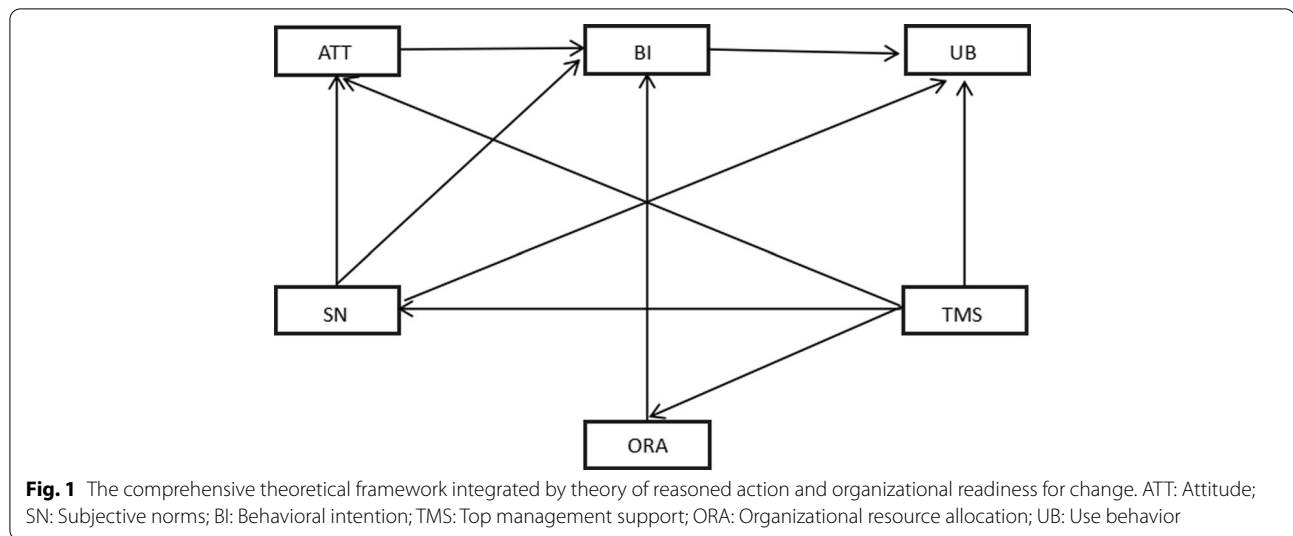 ATT
BI
UB
SN
TMS
ORA
Fig. 1 The comprehensive theoretical framework integrated by theory of reasoned action and organizational readiness for change. ATT: Attitude;
SN: Subjective norms; BI: Behavioral intention; TMS: Top management support; ORA: Organizational resource allocation; UB: Use behavior